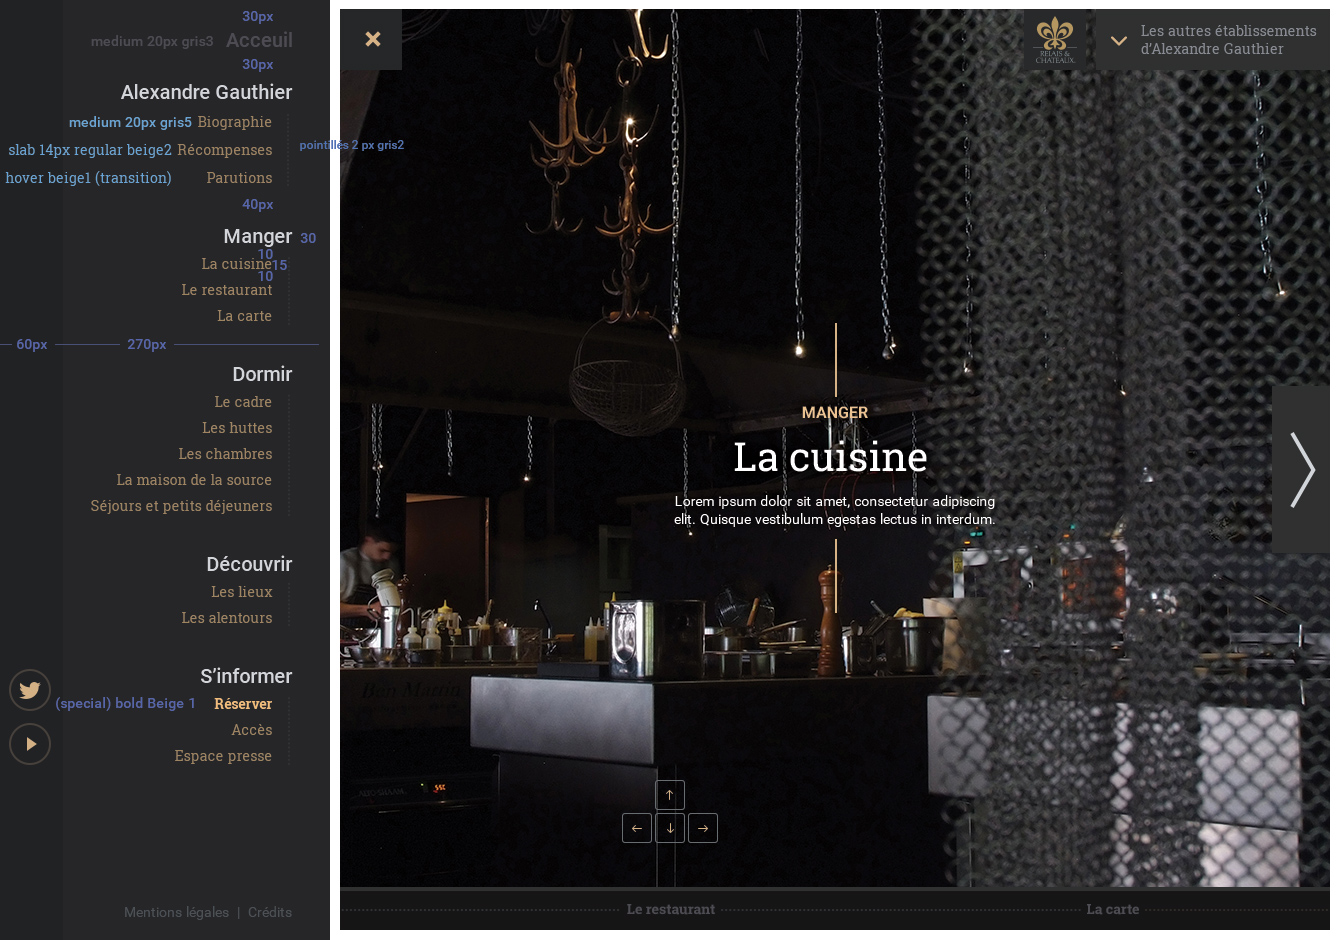 30px
medium 20px gris3 Acceuil
30px
Alexandre Gauthier
medium 20px gris5 Biographie
slab 14px regular beige2 Récompenses
pointillés 2 px gris2
hover beige1 (transition) Parutions
40px
Manger 30
10
La cuisine 15
10
Le restaurant
La carte
60px 270px
Dormir
Le cadre
Les huttes
Les chambres
La maison de la source
Séjours et petits déjeuners
Découvrir
Les lieux
Les alentours
S’informer
(special) bold Beige 1 Réserver
Accès
Espace presse
Mentions légales | Crédits
RELAIS &
CHATEAUX
Les autres établissements
d’Alexandre Gauthier
MANGER
La cuisine
Lorem ipsum dolor sit amet, consectetur adipiscing
elit. Quisque vestibulum egestas lectus in interdum.
Le restaurant La carte